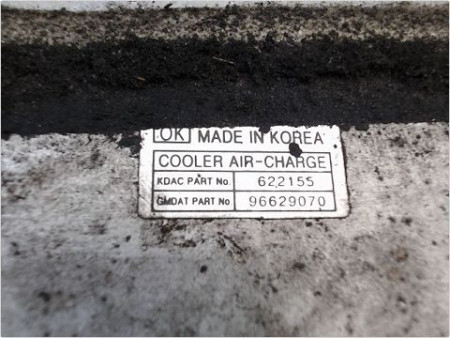 OK MADE IN KOREA
COOLER AIR-CHARGE
KDAC PART No 622155
GMDAT PART No 96629070